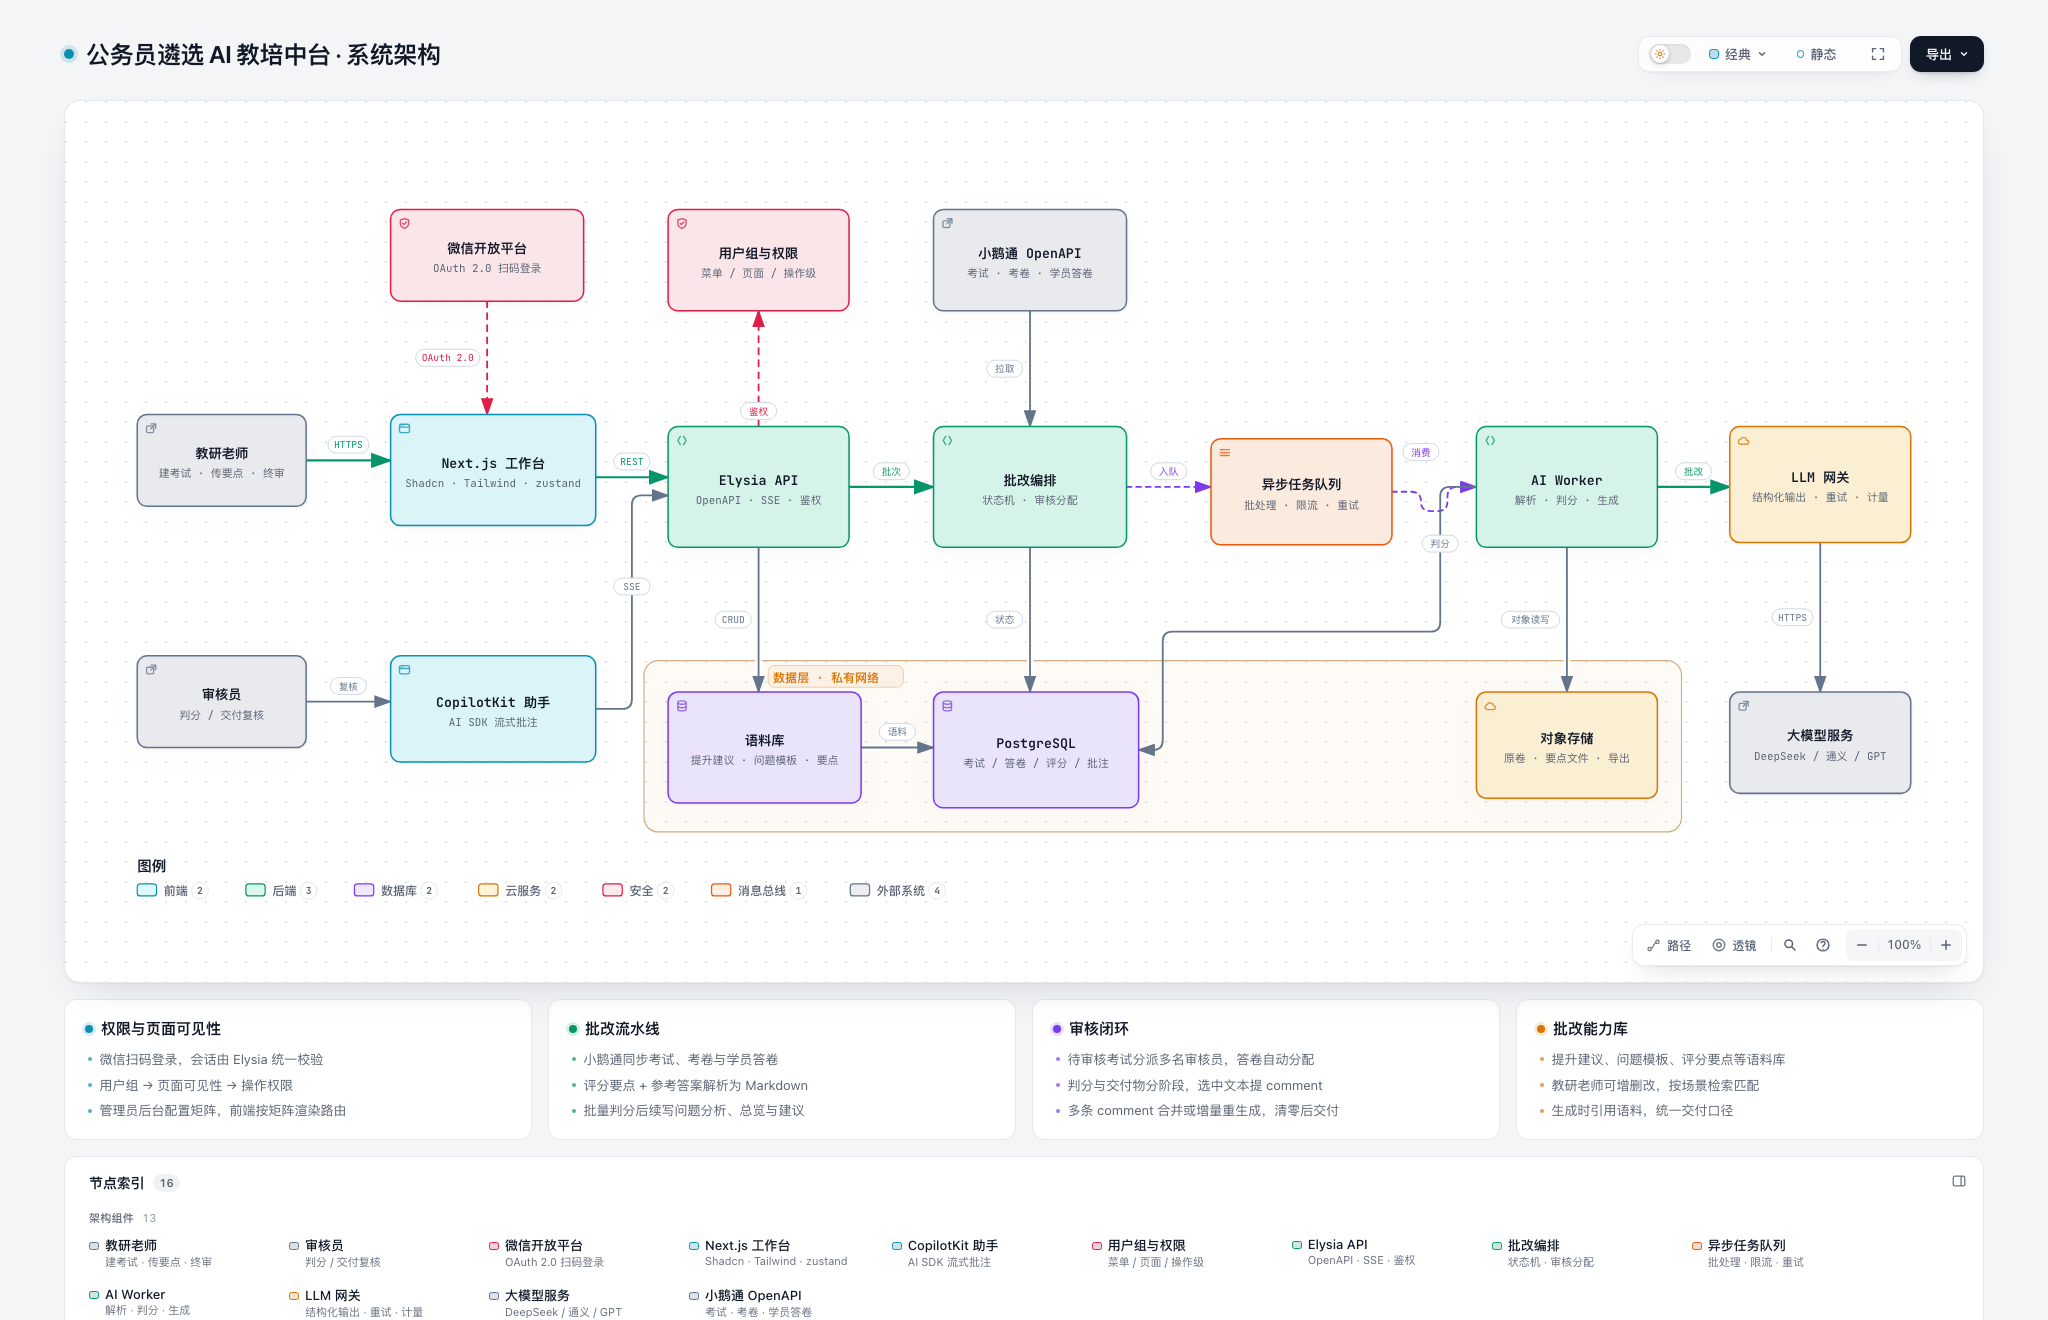 公务员遴选 AI 教培中台 · 系统架构
经典
静态
导出
微信开放平台
OAuth 2.0 扫码登录
用户组与权限
菜单 / 页面 / 操作级
小鹅通 OpenAPI
考试 · 考卷 · 学员答卷
OAuth 2.0
拉取
鉴权
教研老师
建考试 · 传要点 · 终审
HTTPS
Next.js 工作台
Shadcn · Tailwind · zustand
REST
Elysia API
OpenAPI · SSE · 鉴权
批次
批改编排
状态机 · 审核分配
入队
异步任务队列
批处理 · 限流 · 重试
消费
判分
AI Worker
解析 · 判分 · 生成
批改
LLM 网关
结构化输出 · 重试 · 计量
SSE
CRUD
状态
对象读写
HTTPS
审核员
判分 / 交付复核
复核
CopilotKit 助手
AI SDK 流式批注
数据层 · 私有网络
语料库
提升建议 · 问题模板 · 要点
语料
PostgreSQL
考试 / 答卷 / 评分 / 批注
对象存储
原卷 · 要点文件 · 导出
大模型服务
DeepSeek / 通义 / GPT
图例
前端 2
后端 3
数据库 2
云服务 2
安全 2
消息总线 1
外部系统 4
路径
透镜
100%
权限与页面可见性
微信扫码登录，会话由 Elysia 统一校验
用户组 → 页面可见性 → 操作权限
管理员后台配置矩阵，前端按矩阵渲染路由
批改流水线
小鹅通同步考试、考卷与学员答卷
评分要点 + 参考答案解析为 Markdown
批量判分后续写问题分析、总览与建议
审核闭环
待审核考试分派多名审核员，答卷自动分配
判分与交付物分阶段，选中文本提 comment
多条 comment 合并或增量重生成，清零后交付
批改能力库
提升建议、问题模板、评分要点等语料库
教研老师可增删改，按场景检索匹配
生成时引用语料，统一交付口径
节点索引 16
架构组件 13
教研老师
建考试 · 传要点 · 终审
审核员
判分 / 交付复核
微信开放平台
OAuth 2.0 扫码登录
Next.js 工作台
Shadcn · Tailwind · zustand
CopilotKit 助手
AI SDK 流式批注
用户组与权限
菜单 / 页面 / 操作级
Elysia API
OpenAPI · SSE · 鉴权
批改编排
状态机 · 审核分配
异步任务队列
批处理 · 限流 · 重试
AI Worker
解析 · 判分 · 生成
LLM 网关
结构化输出 · 重试 · 计量
大模型服务
DeepSeek / 通义 / GPT
小鹅通 OpenAPI
考试 · 考卷 · 学员答卷